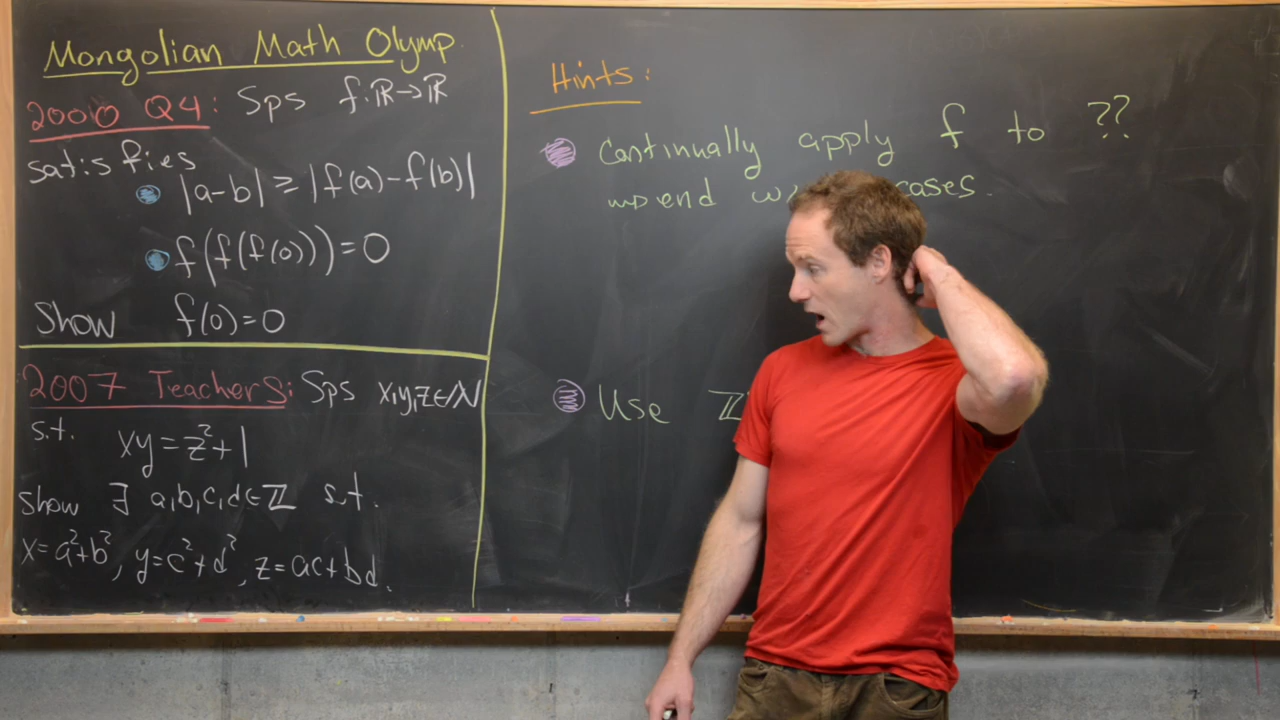 Mongolian Math Olymp.
2000 Q4: Sps f: ℝ→ℝ
satisfies
|a-b| ≥ |f(a)-f(b)|
f(f(f(0)))=0
Show f(0)=0
2007 Teachers: Sps x,y,z∈ℕ
s.t. xy=z²+1
show ∃ a,b,c,d∈ℤ s.t.
x=a²+b², y=c²+d², z=ac+bd.
Hints:
Continually apply f to ??
⇝ end cases.
Use